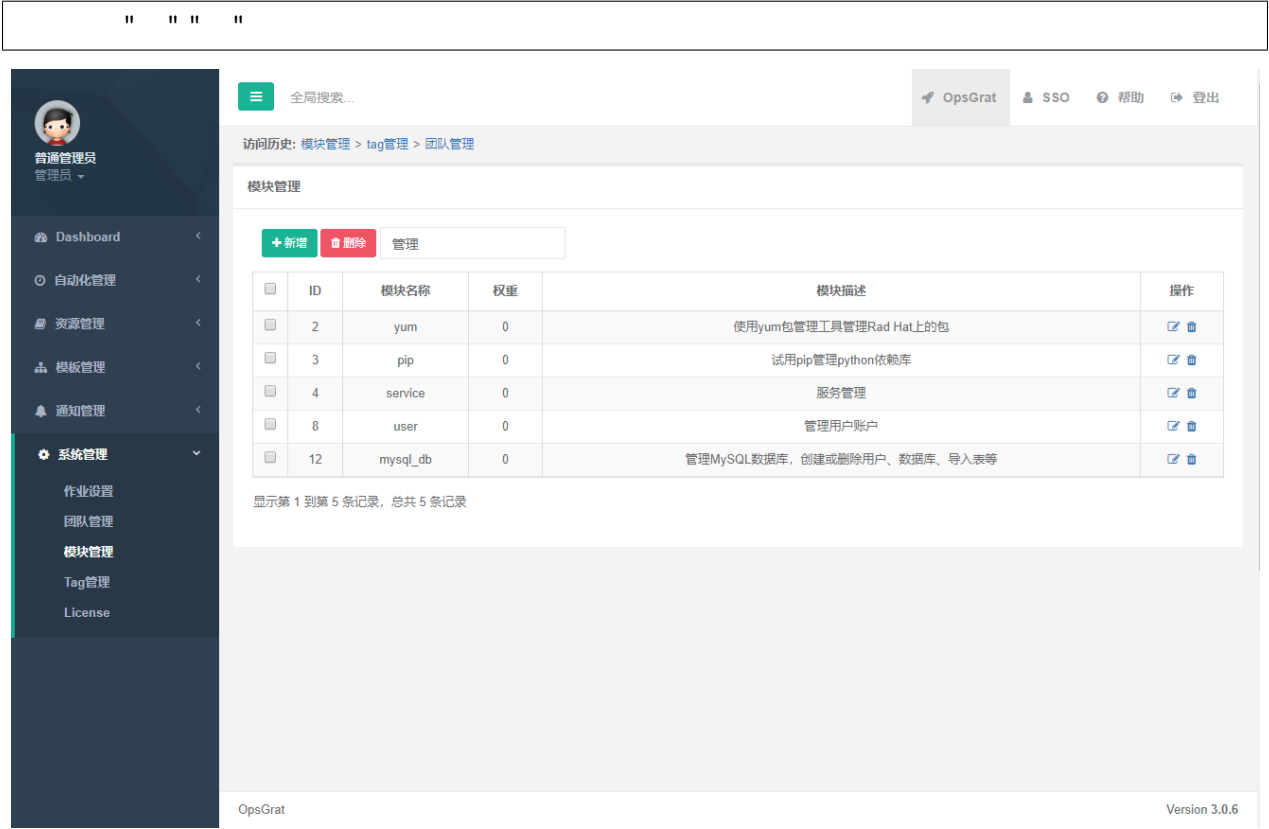 " " " "
全局搜索...
OpsGrat
SSO
帮助
登出
普通管理员
管理员
访问历史: 模块管理 > tag管理 > 团队管理
模块管理
Dashboard
自动化管理
资源管理
模板管理
通知管理
系统管理
作业设置
团队管理
模块管理
Tag管理
License
新增 删除 管理
ID 模块名称 权重 模块描述 操作
2 yum 0 使用yum包管理工具管理Rad Hat上的包
3 pip 0 试用pip管理python依赖库
4 service 0 服务管理
8 user 0 管理用户账户
12 mysql_db 0 管理MySQL数据库，创建或删除用户、数据库、导入表等
显示第 1 到第 5 条记录，总共 5 条记录
OpsGrat
Version 3.0.6